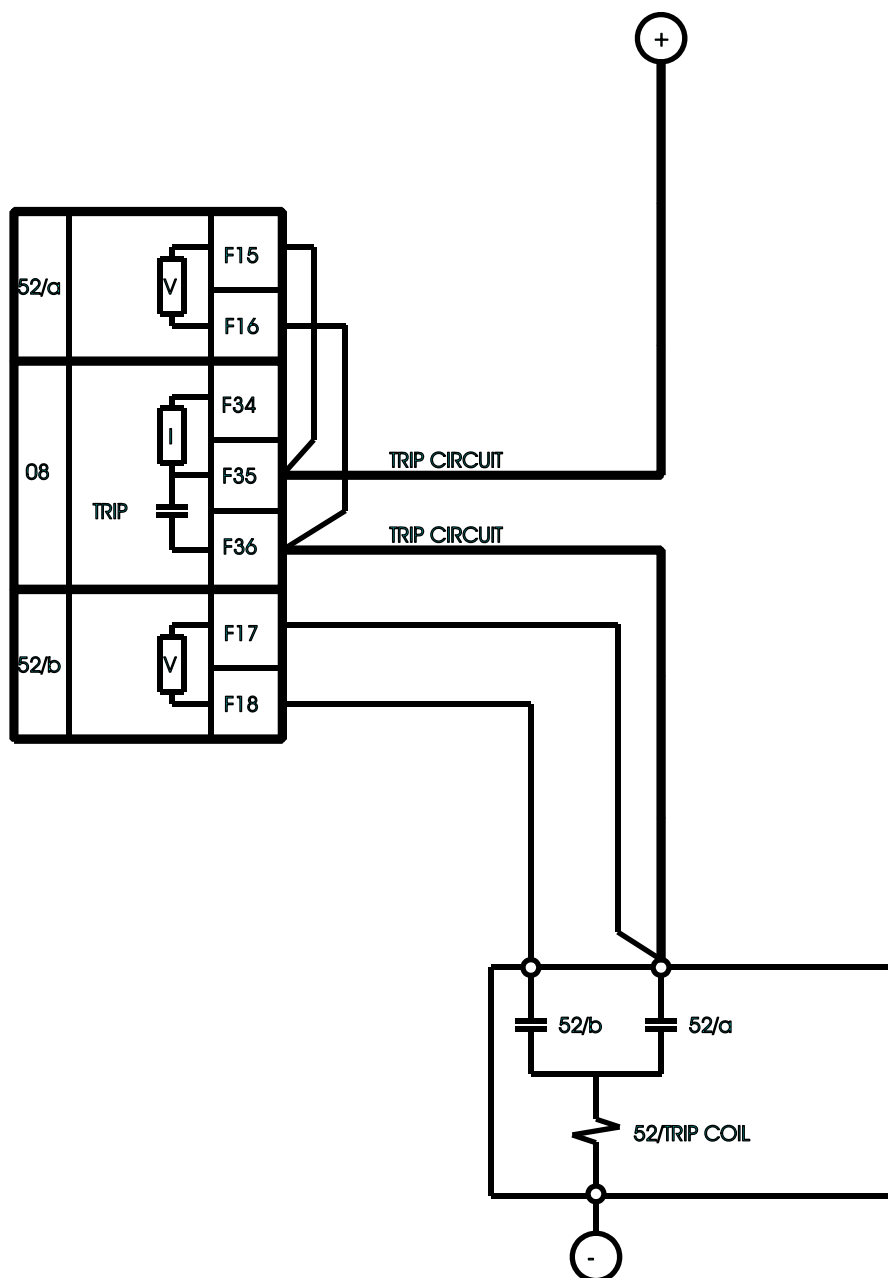 +
F15
52/a
V
F16
F34
I
TRIP CIRCUIT
08
F35
TRIP
TRIP CIRCUIT
F36
F17
52/b
V
F18
52/b
52/a
52/TRIP COIL
-